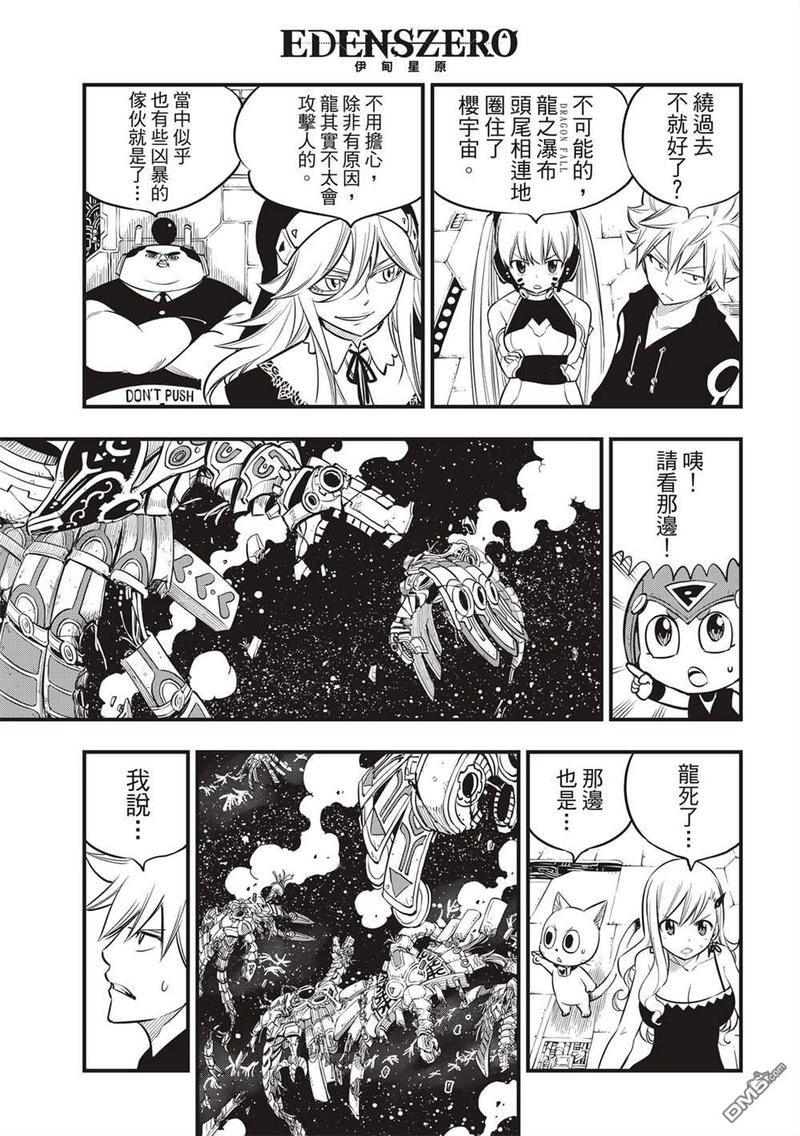 EDENSZERO
伊甸星原
繞過去
不就好了?
不可能的，
龍之瀑布
DRAGON FALL
頭尾相連地
圈住了
櫻宇宙。
不用擔心，
除非有原因，
龍其實不太會
攻擊人的。
當中似乎
也有些凶暴的
傢伙就是了…
DON'T PUSH
咦！
請看那邊！
龍死了…
那邊
也是…
我說…
DM5.com